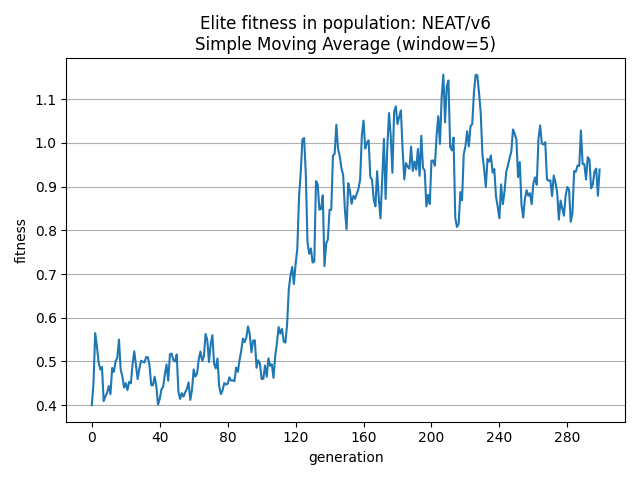 Elite fitness in population: NEAT/v6
Simple Moving Average (window=5)
fitness
1.1
1.0
0.9
0.8
0.7
0.6
0.5
0.4
0 40 80 120 160 200 240 280
generation